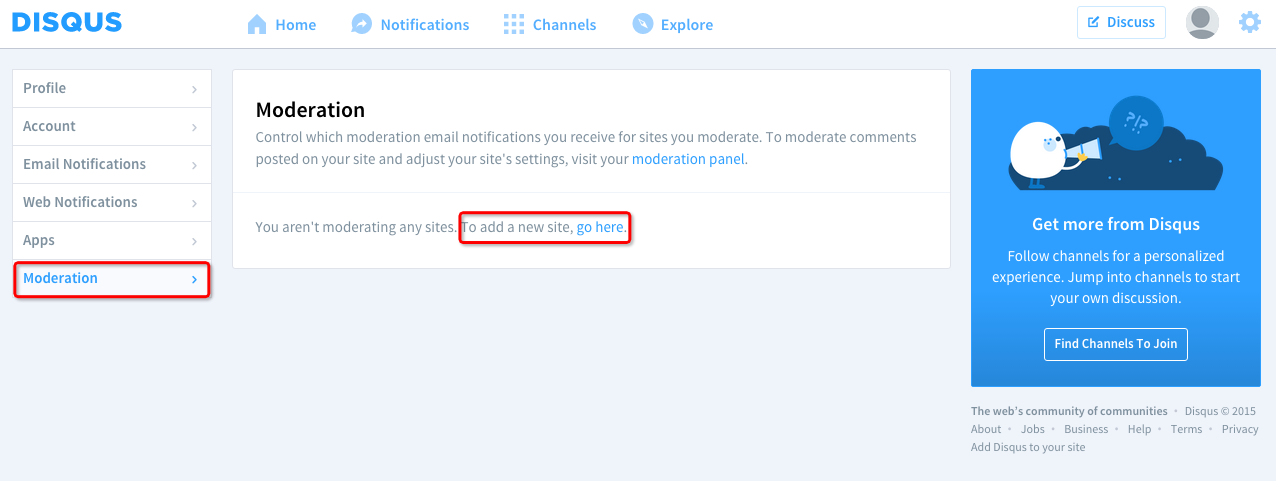 DISQUS
Home
Notifications
Channels
Explore
Discuss
Profile
Account
Email Notifications
Web Notifications
Apps
Moderation
Moderation
Control which moderation email notifications you receive for sites you moderate. To moderate comments
posted on your site and adjust your site's settings, visit your moderation panel.
You aren't moderating any sites. To add a new site, go here.
?!/?
Get more from Disqus
Follow channels for a personalized
experience. Jump into channels to start
your own discussion.
Find Channels To Join
The web's community of communities • Disqus © 2015
About • Jobs • Business • Help • Terms • Privacy
Add Disqus to your site